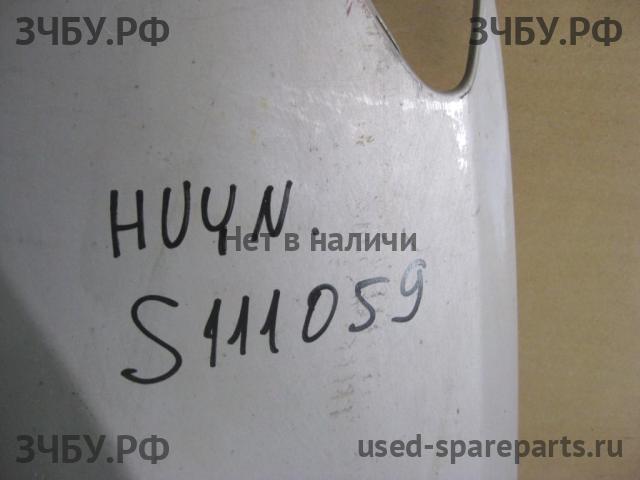 ЗЧБУ.РФ ЗЧБУ.РФ
HUYN.
Нет в наличи
S111059
ЗЧБУ.РФ used-spareparts.ru